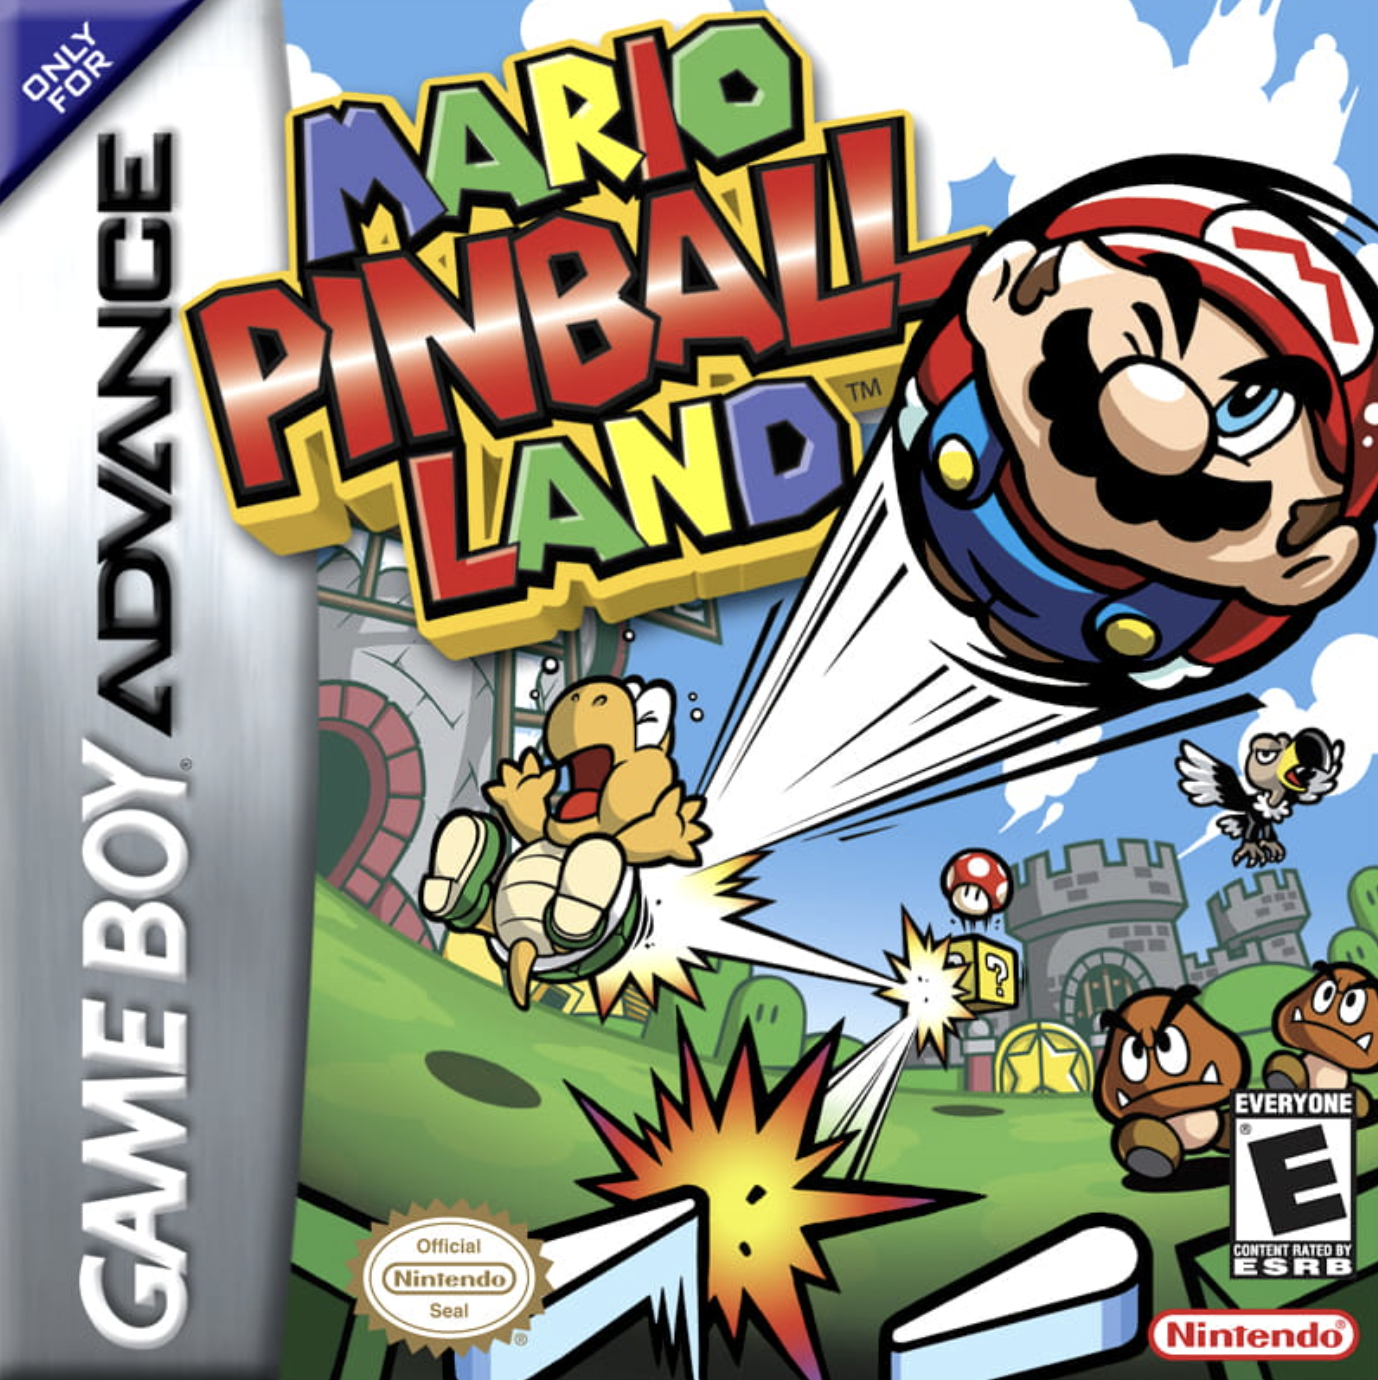 ONLY
FOR
GAME BOY ADVANCE
®
MARIO
PINBALL
LAND
TM
?
EVERYONE
®
E
CONTENT RATED BY
ESRB
Official
Nintendo
Seal
®
Nintendo®